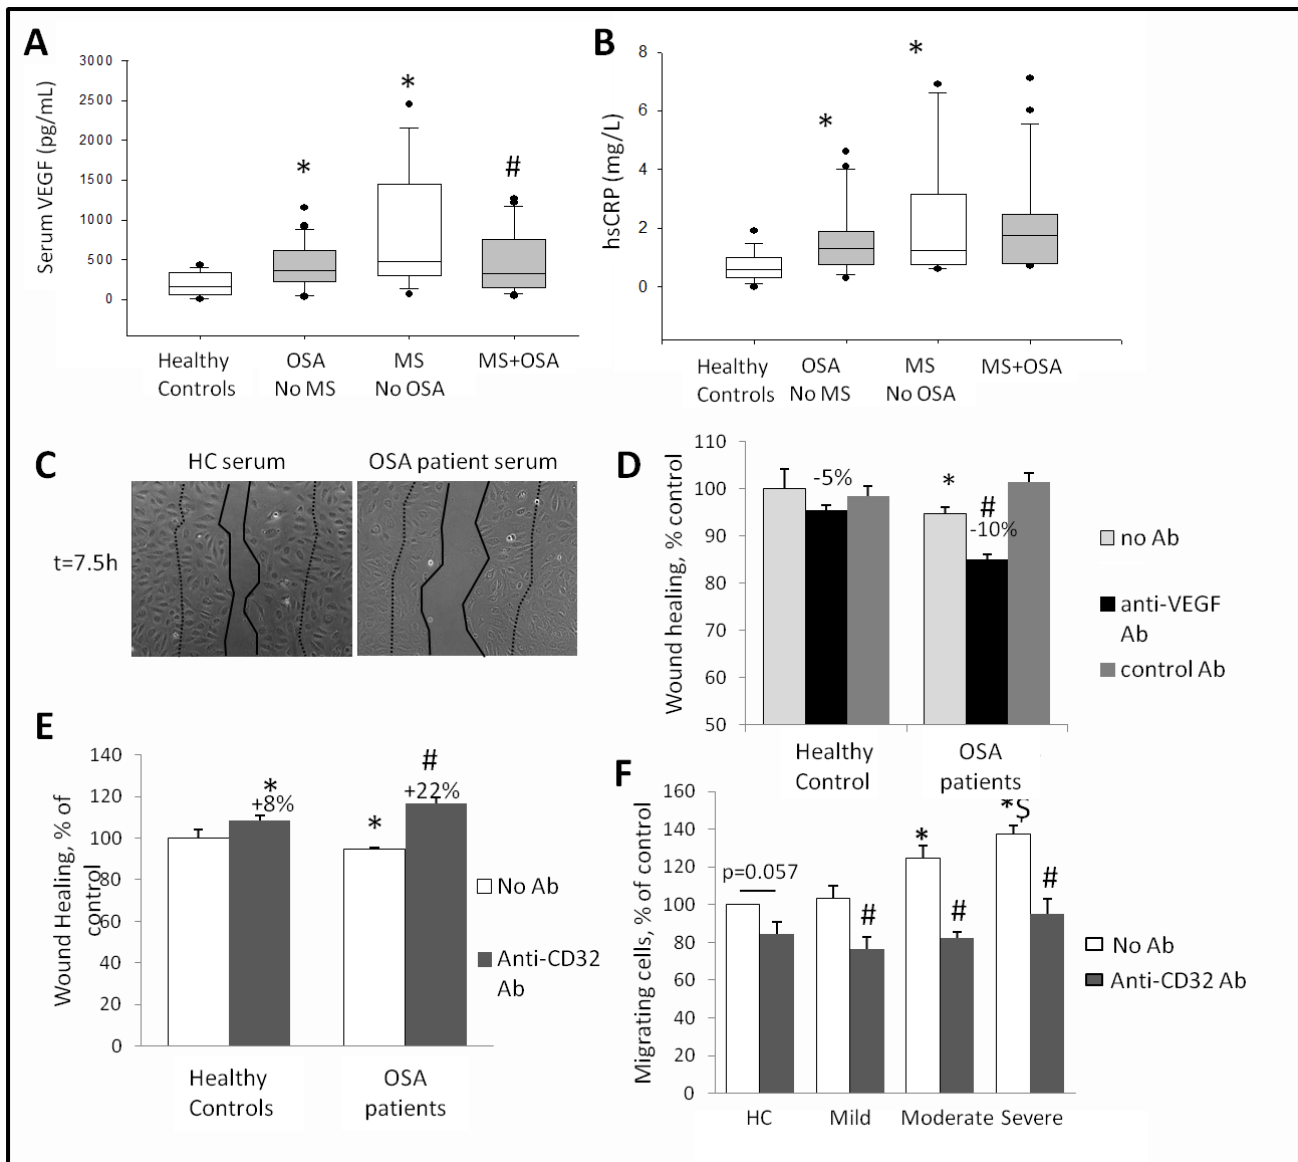 A
3000
2500
2000
1500
1000
500
0
Serum VEGF (pg/mL)
*
*
#
Healthy
Controls
OSA
No MS
MS
No OSA
MS+OSA
B
8
6
4
2
0
hsCRP (mg/L)
*
*
Healthy
Controls
OSA
No MS
MS
No OSA
MS+OSA
C
HC serum
OSA patient serum
t=7.5h
D
110
100
90
80
70
60
50
Wound healing, % control
-5%
*
#
-10%
Healthy
Control
OSA
patients
no Ab
anti-VEGF
Ab
control Ab
E
140
120
100
80
60
40
20
0
Wound Healing, % of
control
*
+8%
*
#
+22%
Healthy
Controls
OSA
patients
No Ab
Anti-CD32
Ab
F
160
140
120
100
80
60
40
20
0
Migrating cells, % of control
p=0.057
#
*
#
*$
#
HC
Mild
Moderate
Severe
No Ab
Anti-CD32 Ab